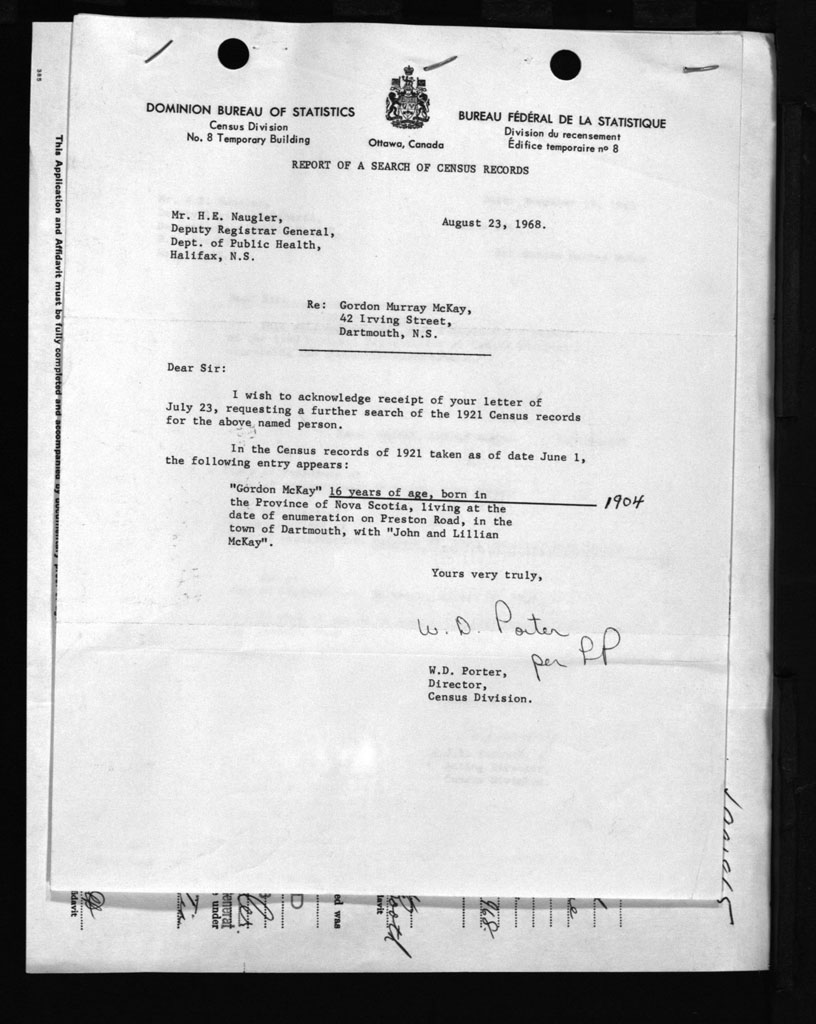 DOMINION BUREAU OF STATISTICS
Census Division
No. 8 Temporary Building
Ottawa, Canada
BUREAU FÉDÉRAL DE LA STATISTIQUE
Division du recensement
Édifice temporaire nº 8
REPORT OF A SEARCH OF CENSUS RECORDS
Mr. H.E. Naugler,
Deputy Registrar General,
Dept. of Public Health,
Halifax, N.S.
August 23, 1968.
Re: Gordon Murray McKay,
42 Irving Street,
Dartmouth, N.S.
Dear Sir:
I wish to acknowledge receipt of your letter of
July 23, requesting a further search of the 1921 Census records
for the above named person.
In the Census records of 1921 taken as of date June 1,
the following entry appears:
"Gordon McKay" 16 years of age, born in
the Province of Nova Scotia, living at the
date of enumeration on Preston Road, in the
town of Dartmouth, with "John and Lillian
McKay".
1904
Yours very truly,
W. D. Porter
per PP
W.D. Porter,
Director,
Census Division.
This Application and Affidavit must be fully completed and accompanied by
385
ed was
under
968